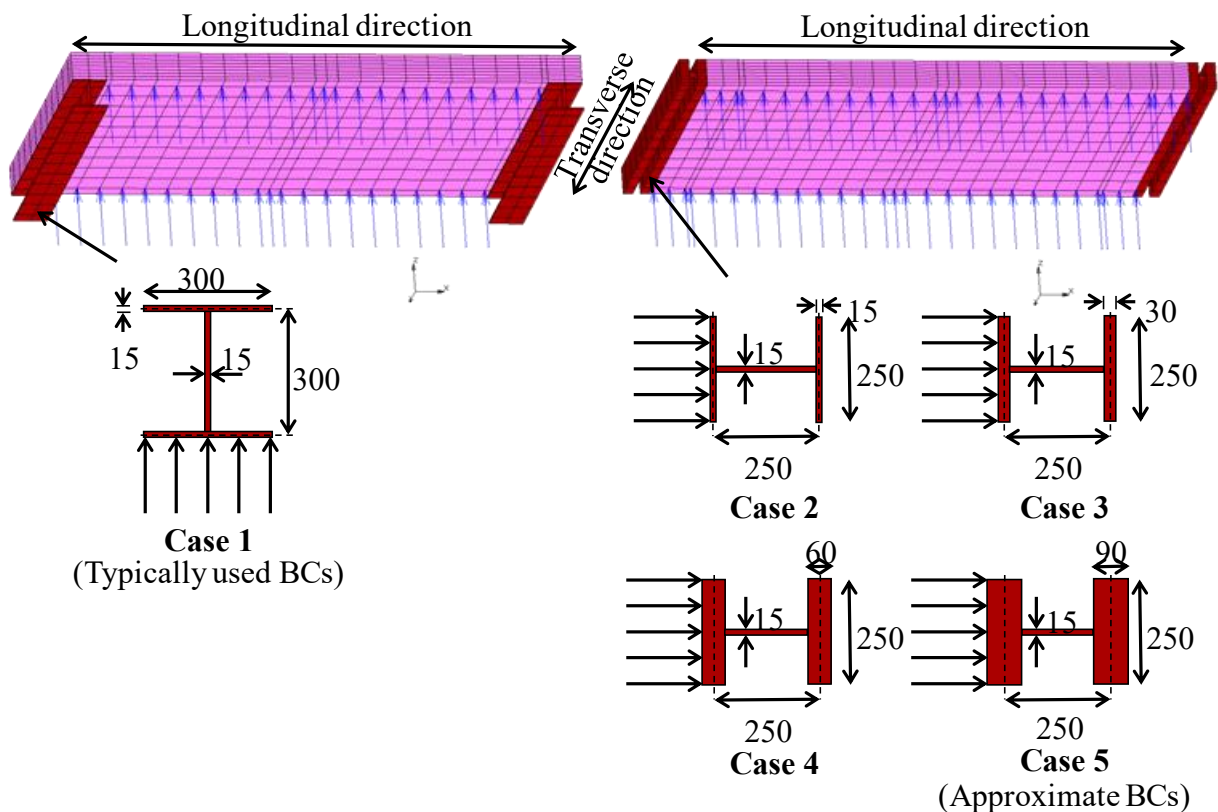 Longitudinal direction
Longitudinal direction
Transverse
direction
z
x
z
x
300
15
15
300
Case 1
(Typically used BCs)
15
15
250
250
Case 2
30
15
250
250
Case 3
60
15
250
250
Case 4
90
15
250
250
Case 5
(Approximate BCs)